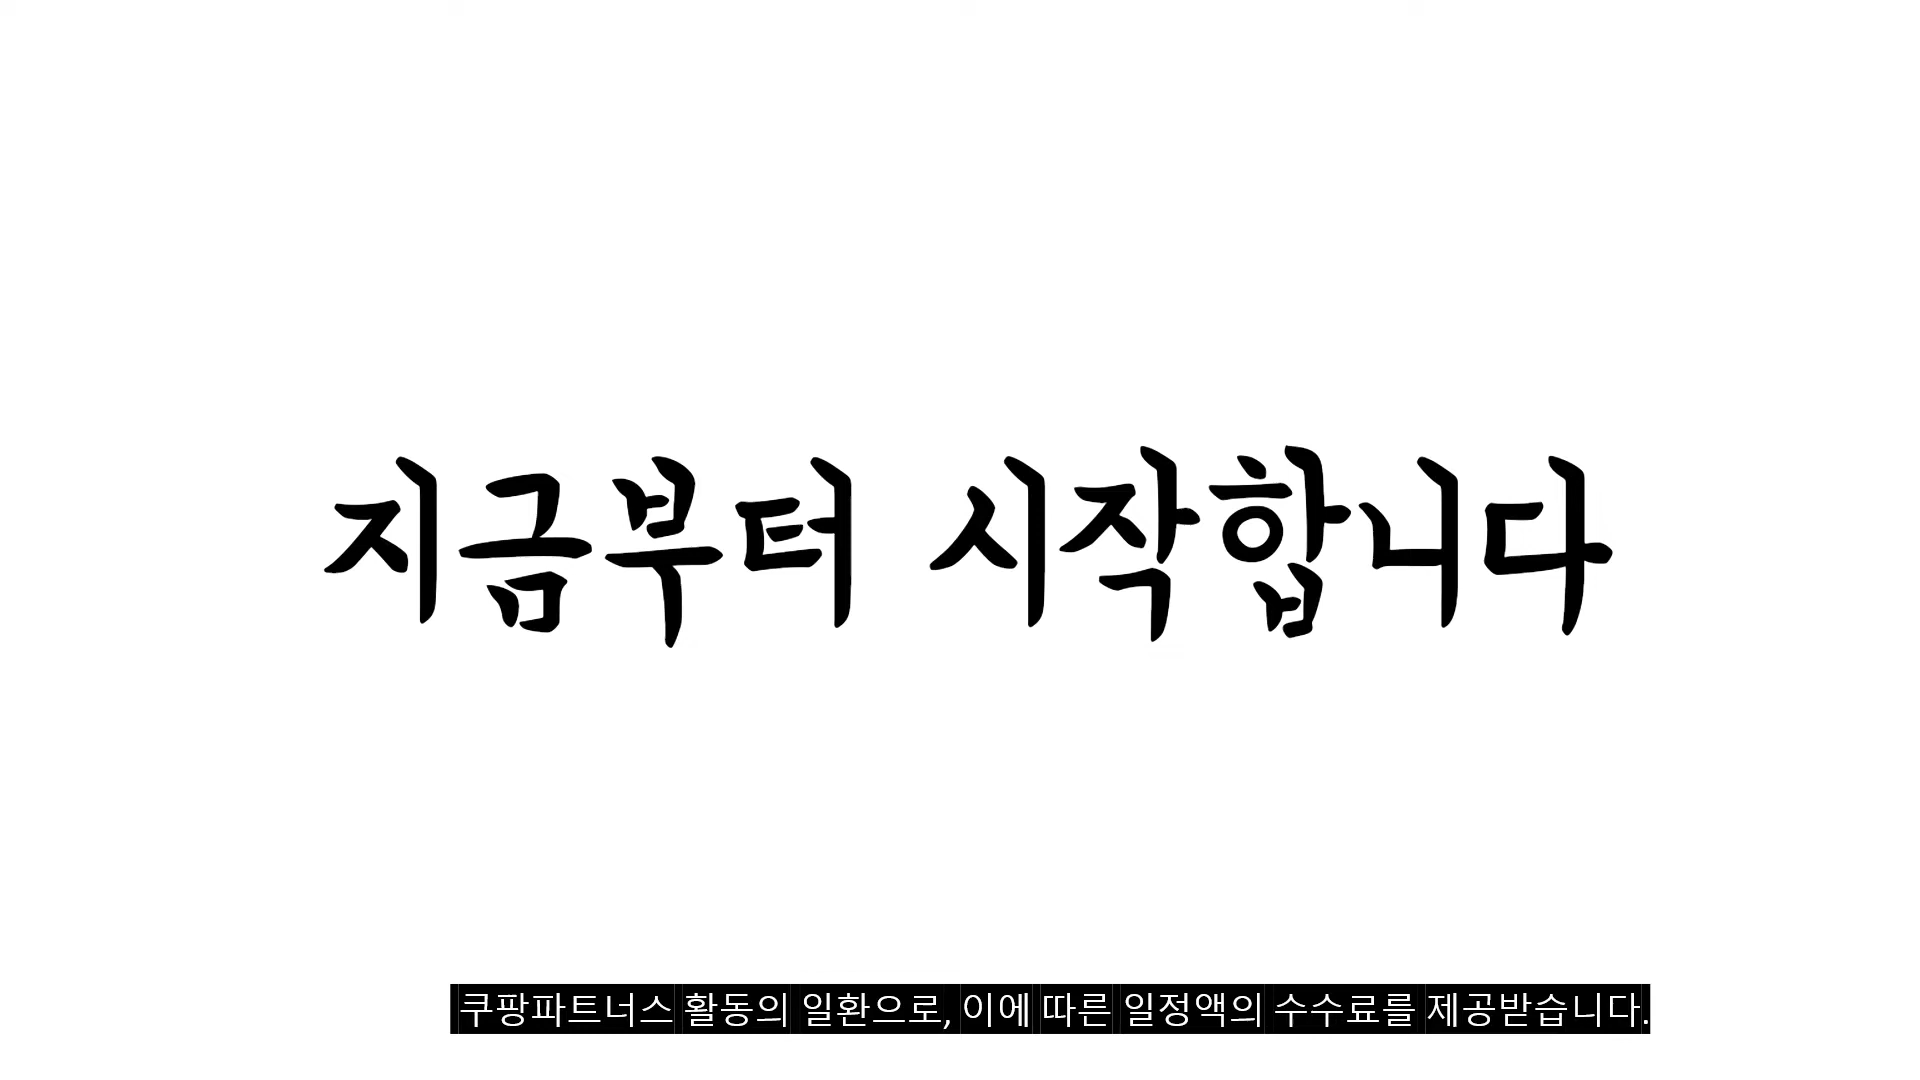 지금부터 시작합니다
쿠팡파트너스 활동의 일환으로, 이에 따른 일정액의 수수료를 제공받습니다.